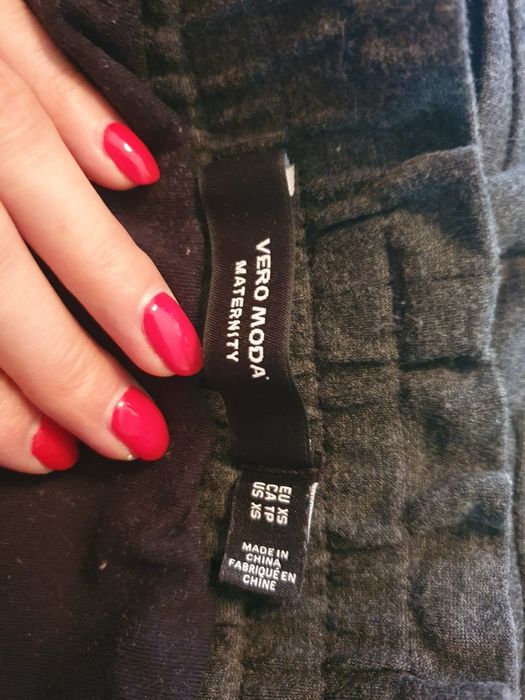 VERO MODA
MATERNITY
EU XS
CA TP
US XS
MADE IN
CHINA
FABRIQUÉ EN
CHINE